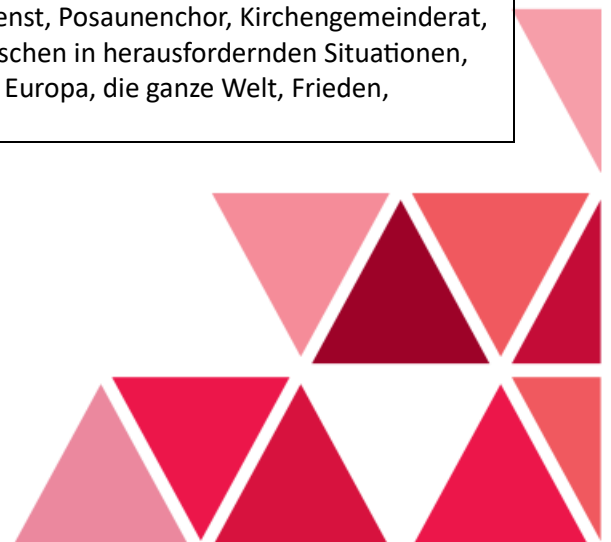 enst, Posaunenchor, Kirchengemeinderat,
schen in herausfordernden Situationen,
Europa, die ganze Welt, Frieden,